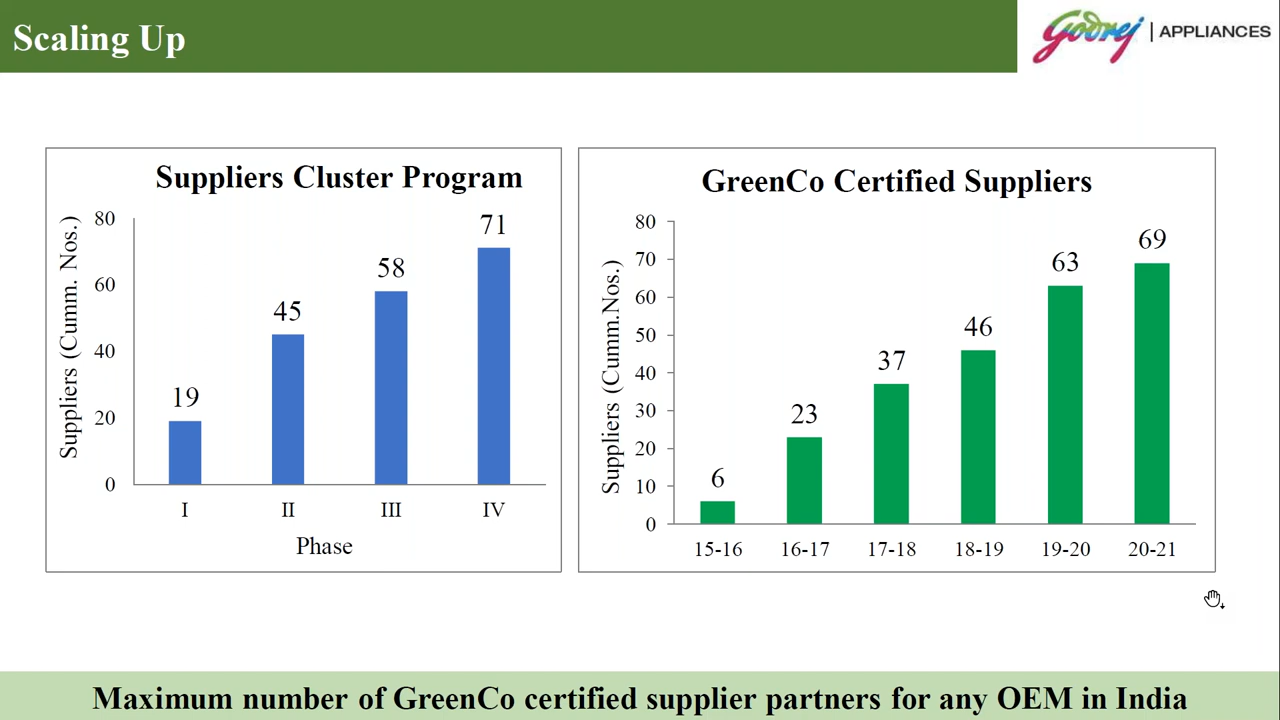 Scaling Up
Godrej | APPLIANCES
Suppliers Cluster Program
Suppliers (Cumm. Nos.)
80
60
40
20
0
19
45
58
71
I
II
III
IV
Phase
GreenCo Certified Suppliers
Suppliers (Cumm.Nos.)
80
70
60
50
40
30
20
10
0
6
23
37
46
63
69
15-16
16-17
17-18
18-19
19-20
20-21
Maximum number of GreenCo certified supplier partners for any OEM in India